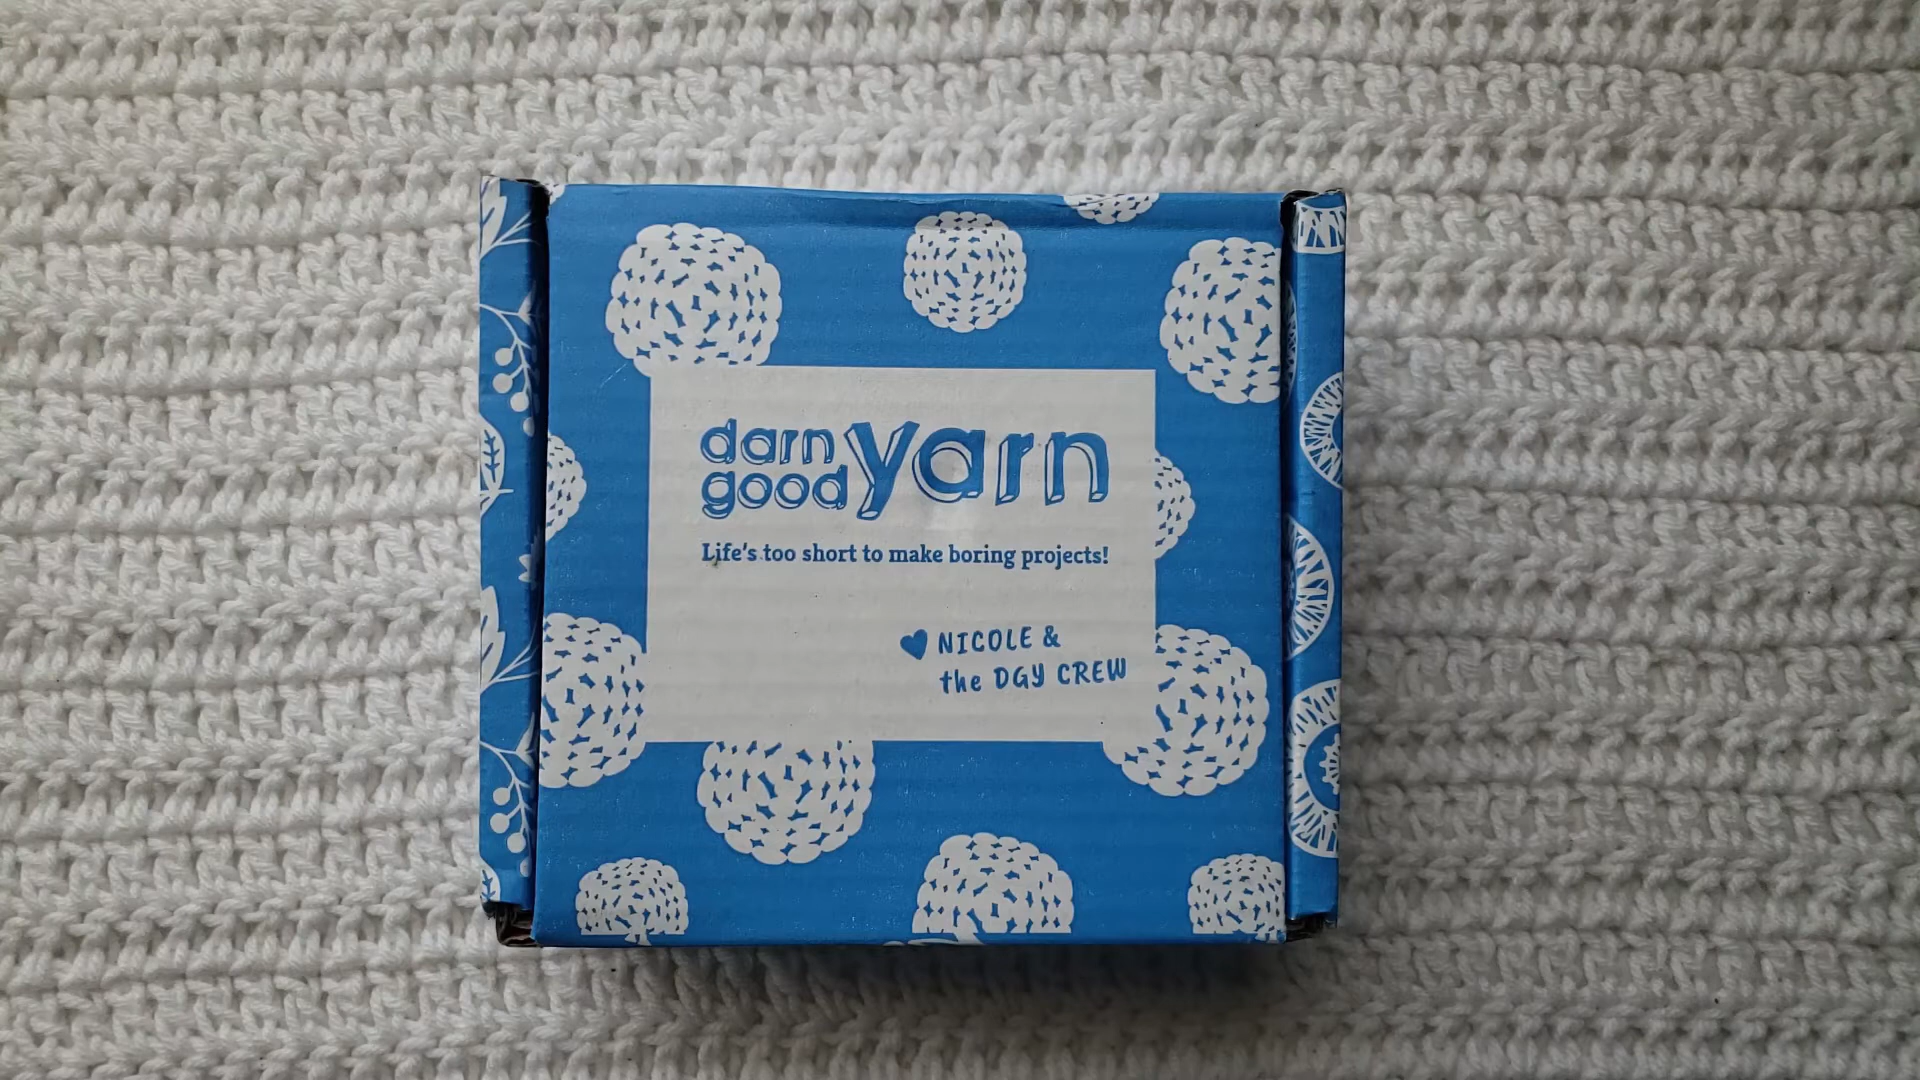 darn good yarn
Life's too short to make boring projects!
♥ NICOLE &
the DGY CREW